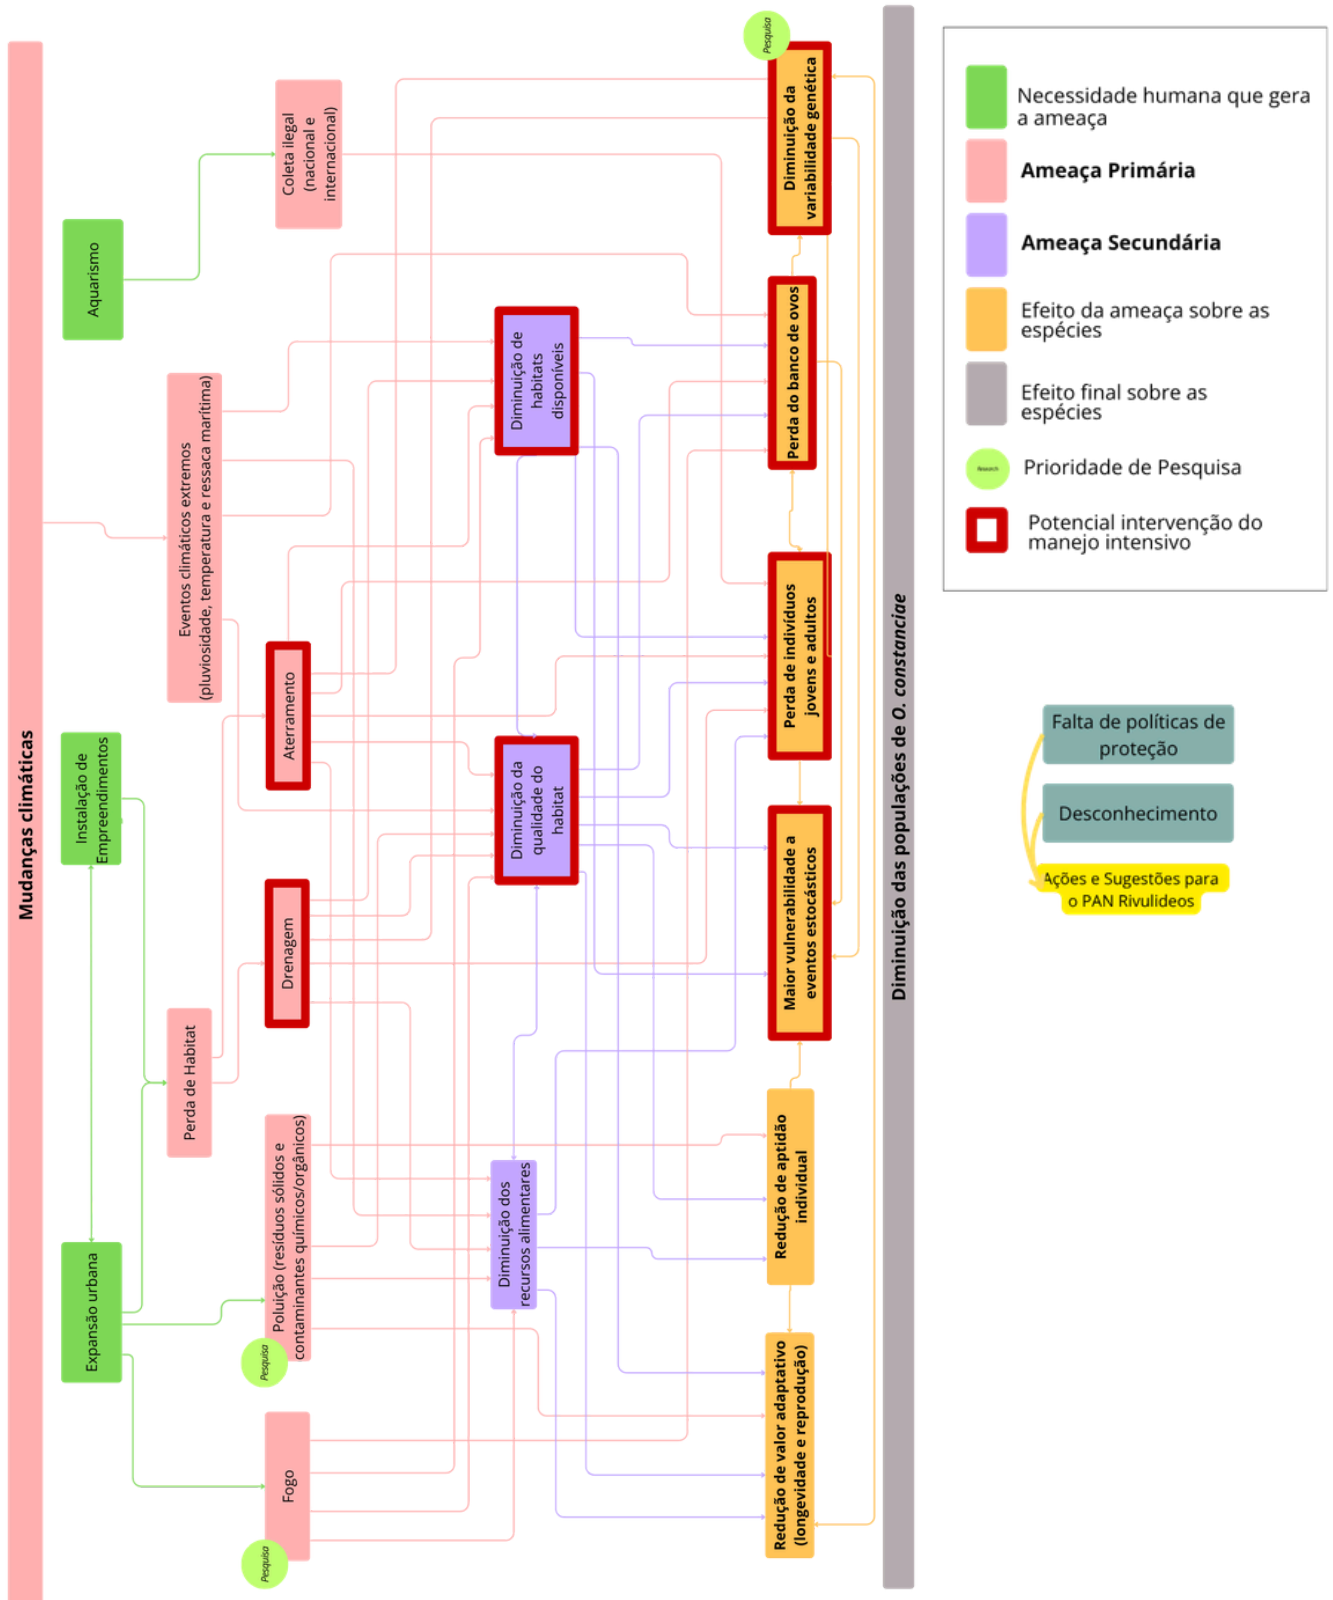 Mudanças climáticas
Expansão urbana
Instalação de
Empreendimentos
Aquarismo
Perda de Habitat
Eventos climáticos extremos
(pluviosidade, temperatura e ressaca marítima)
Fogo
Pesquisa
Poluição (resíduos sólidos e
contaminantes químicos/orgânicos)
Pesquisa
Drenagem
Aterramento
Coleta ilegal
(nacional e
internacional)
Diminuição dos
recursos alimentares
Diminuição da
qualidade do
habitat
Diminuição de
habitats
disponíveis
Redução de valor adaptativo
(longevidade e reprodução)
Redução de aptidão
individual
Maior vulnerabilidade a
eventos estocásticos
Perda de indivíduos
jovens e adultos
Perda do banco de ovos
Diminuição da
variabilidade genética
Pesquisa
Diminuição das populações de O. constanciae
Necessidade humana que gera
a ameaça
Ameaça Primária
Ameaça Secundária
Efeito da ameaça sobre as
espécies
Efeito final sobre as
espécies
Research
Prioridade de Pesquisa
Potencial intervenção do
manejo intensivo
Falta de políticas de
proteção
Desconhecimento
Ações e Sugestões para
o PAN Rivulideos